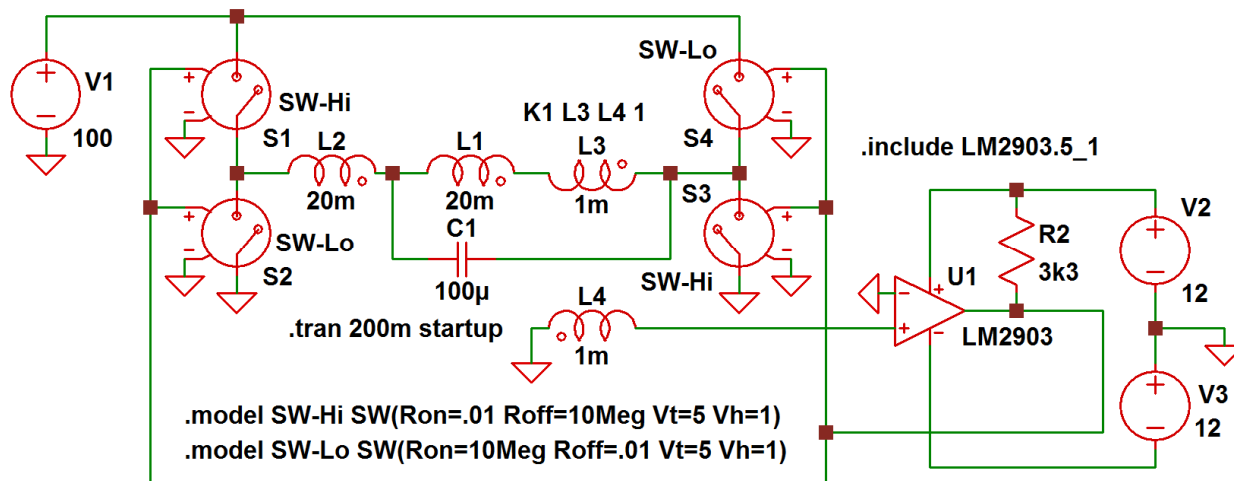 V1
100
SW-Hi
S1
SW-Lo
S2
L2
20m
L1
20m
K1 L3 L4 1
L3
1m
C1
100µ
L4
1m
SW-Lo
S4
S3
SW-Hi
.include LM2903.5_1
U1
LM2903
R2
3k3
V2
12
V3
12
.tran 200m startup
.model SW-Hi SW(Ron=.01 Roff=10Meg Vt=5 Vh=1)
.model SW-Lo SW(Ron=10Meg Roff=.01 Vt=5 Vh=1)